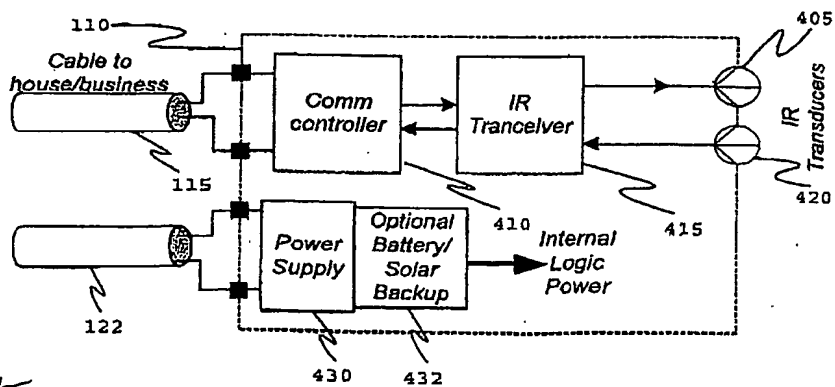 110
405
Cable to
house/business
Comm
controller
IR
Tranceiver
IR
Transducers
115
410
415
420
Power
Supply
Optional
Battery/
Solar
Backup
Internal
Logic
Power
122
430
432